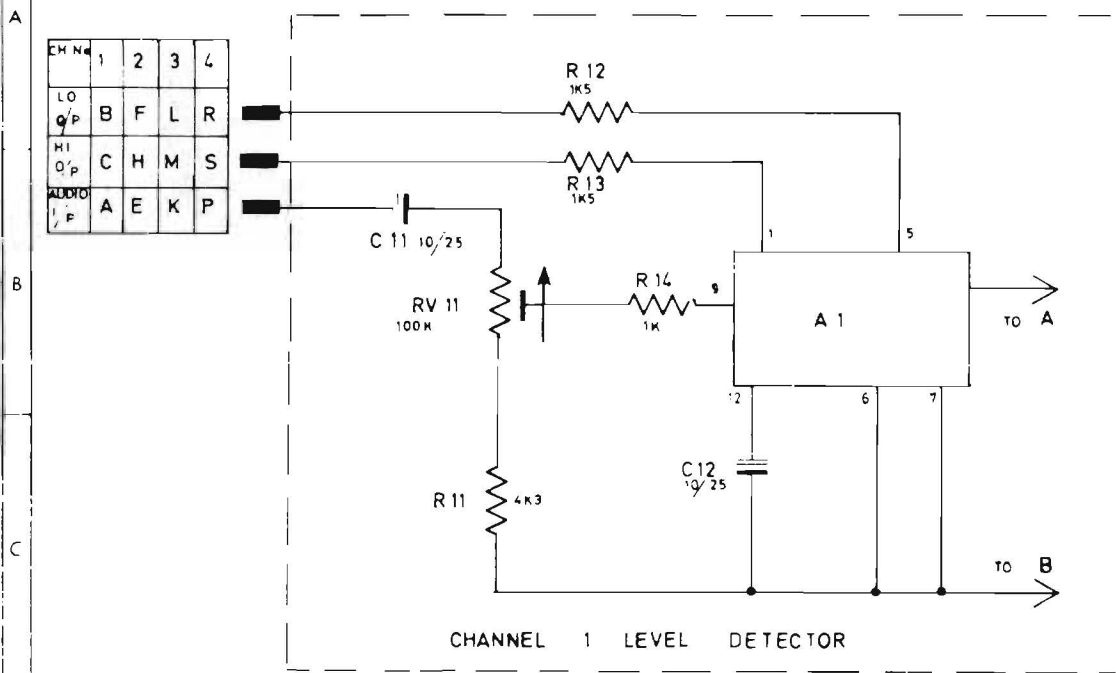 A
CH No 1 2 3 4
LO O/P B F L R
HI O/P C H M S
AUDIO I/P A E K P
R 12
1K5
R 13
1K5
C 11 10/25
1
5
B
RV 11
100K
R 14
1K
9
A 1
TO A
12
6
7
C 12
10/25
R 11
4K3
C
TO B
CHANNEL 1 LEVEL DETECTOR